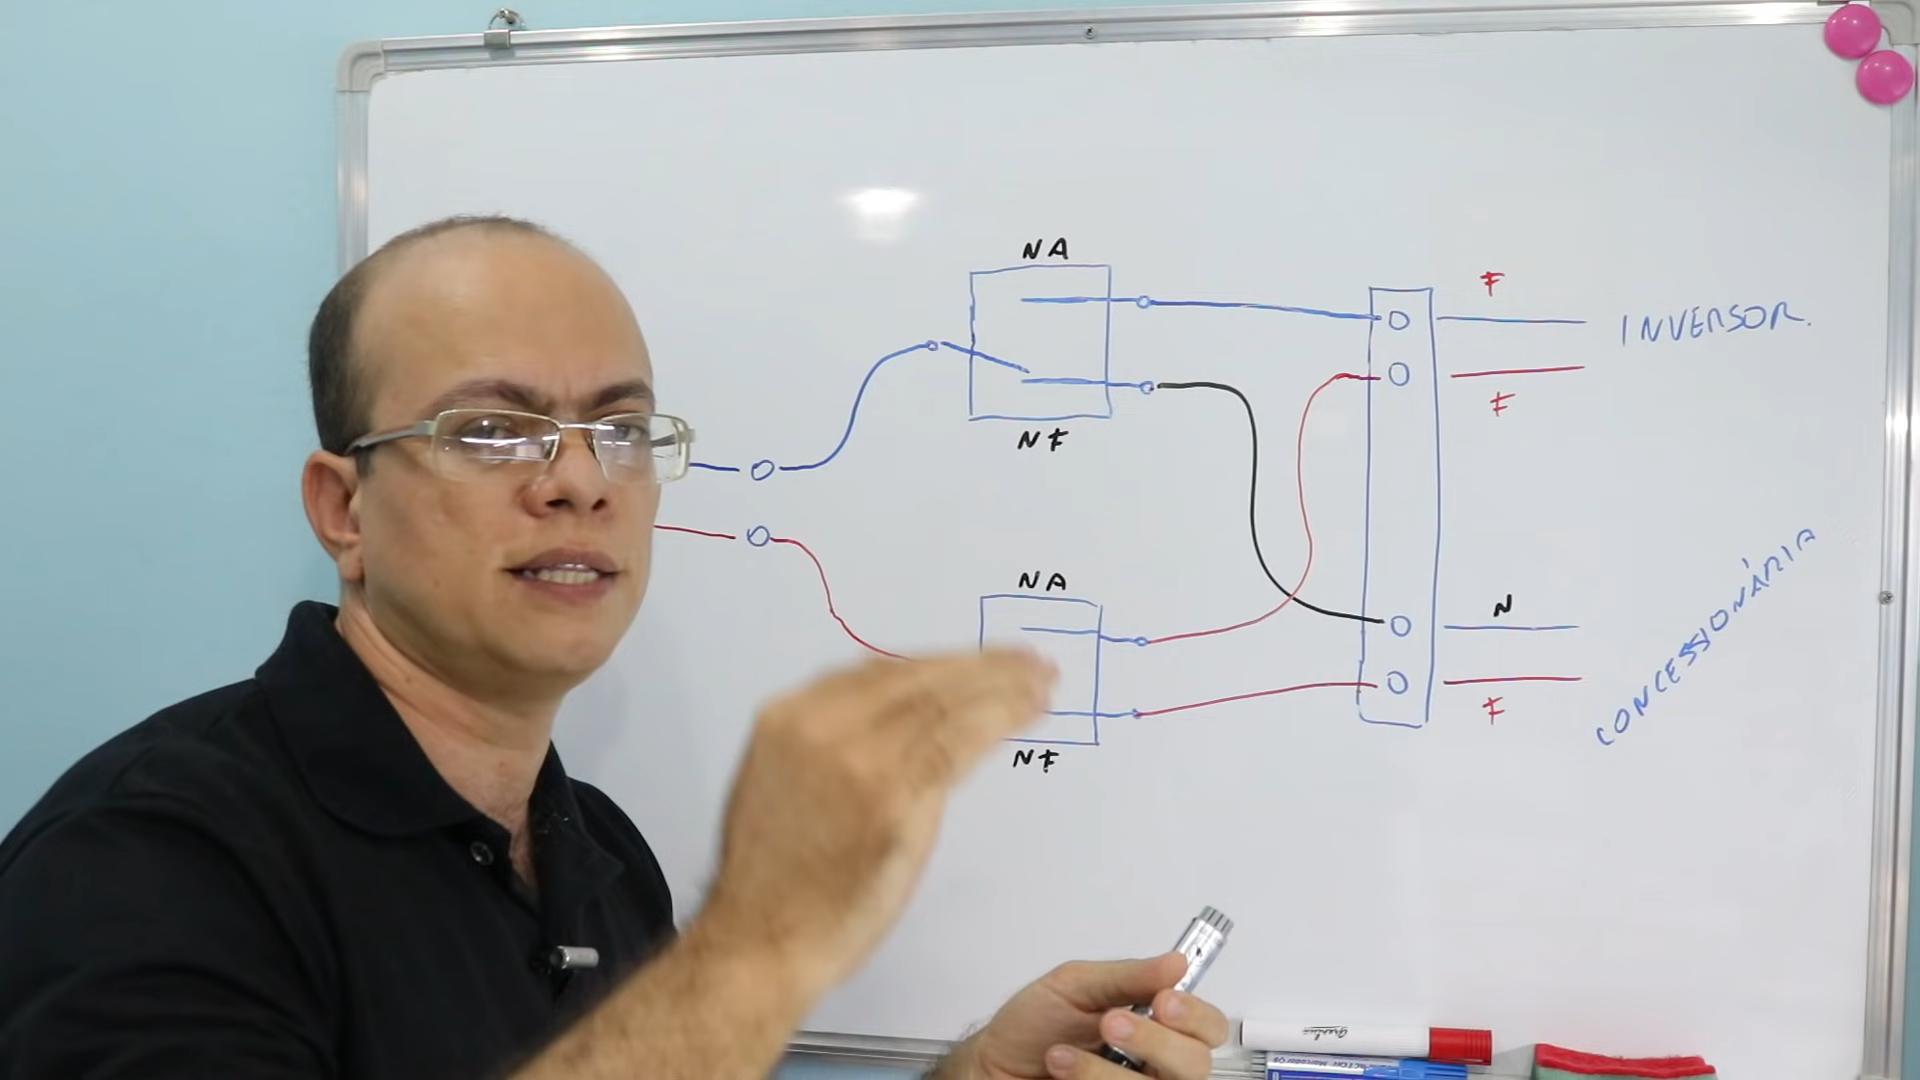 NA
NF
NA
NF
F
INVERSOR.
F
N
F
CONCESSIONÁRIA